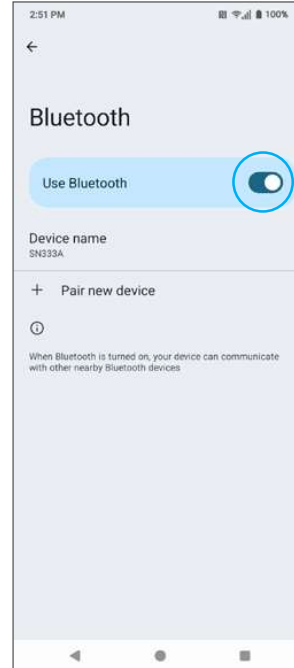 2:51 PM 100%
Bluetooth
Use Bluetooth
Device name
SN333A
+ Pair new device
When Bluetooth is turned on, your device can communicate
with other nearby Bluetooth devices